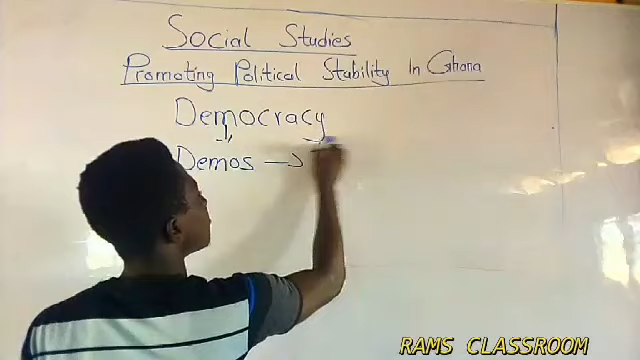 Social Studies
Promoting Political Stability In Ghana
Democracy
Demos →
RAMS CLASSROOM